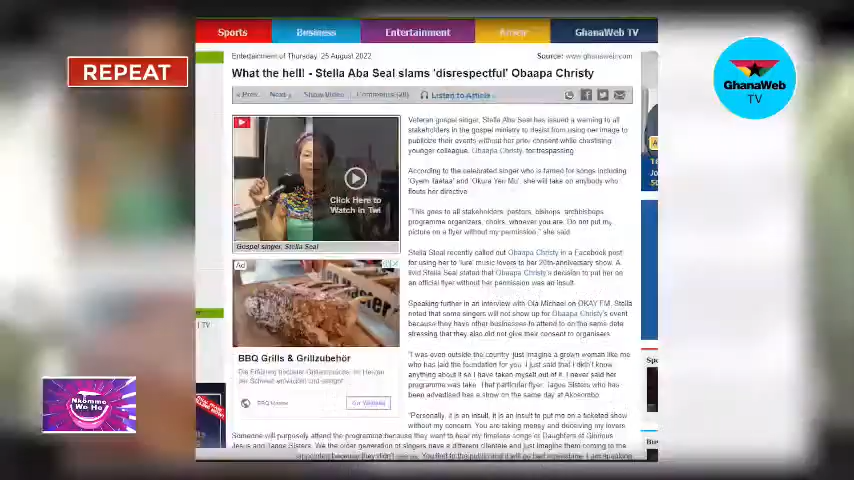 Sports Business Entertainment Africa GhanaWeb TV
REPEAT
GhanaWeb
TV
Entertainment of Thursday, 25 August 2022 Source: www.ghanaweb.com
What the hell! - Stella Aba Seal slams 'disrespectful' Obaapa Christy
Show Video Comments Listen to Article
Veteran gospel singer, Stella Aba Seal has issued a warning to all
stakeholders in the gospel ministry to desist from using her image to
publicize their events without her prior consent while chastising
younger colleague, Obaapa Christy, for trespassing.
According to the celebrated singer who is famed for songs including
she will take on anybody who
flouts her directive.
"This goes to all stakeholders, pastors, bishops, archbishops,
programme organizers, choirs, whoever you are. Do not put my
picture on a flyer without my permission," she said.
Click Here to
Watch in Twi
Gospel singer, Stella Seal
Stella Seal recently called out Obaapa Christy in a Facebook post
for using her to 'lure' music lovers to her 20th-anniversary show. A
livid Stella Seal stated that Obaapa Christy's decision to put her on
an official flyer without her permission was an insult.
Ad
Speaking further in an interview with Ola Michael on OKAY FM, Stella
noted that some singers will not show up for Obaapa Christy's event
because they have other businesses to attend to on the same date
stressing that they also did not give their consent to organisers.
BBQ Grills & Grillzubehör
Go Website
"I was even outside the country just imagine a grown woman like me
who has laid the foundation for you. I just said that I didn't know
anything about it so I have taken myself out of it. I never said her
programme was fake. That particular flyer, Tagoe Sisters who has
been advertised has a show on the same day at Akokombo
"Personally, it is an insult, it is an insult to put me on a ticketed show
without my consent. You are taking money and deceiving my lovers.
Someone will purposely attend the programme because they want to hear my timeless songs or Daughters of Glorious
Jesus and Tagoe Sisters. We the older generation of singers have a different clientele and just imagine them coming to the
Nkommo
Wo Ho